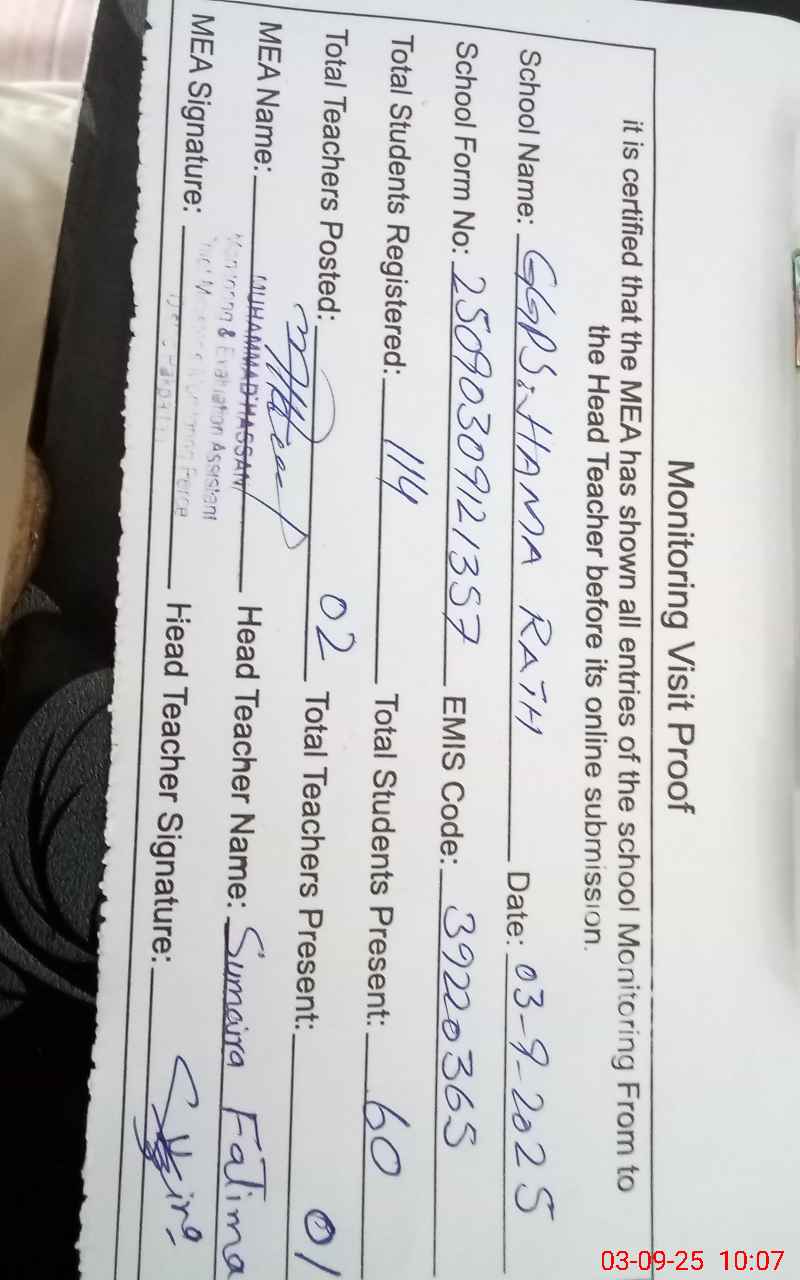 Monitoring Visit Proof
it is certified that the MEA has shown all entries of the school Monitoring From to
the Head Teacher before its online submission.
School Name: GGPS: HAMA RATH Date: 03-9-2025
School Form No: 25090309121357 EMIS Code: 39220365
Total Students Registered: 114 Total Students Present: 60
Total Teachers Posted: 02 Total Teachers Present: 01
MEA Name: MUHAMMAD HASSAN Head Teacher Name: Sumaira Fatima
Monitoring & Evaluation Assistant
MEA Signature: Head Teacher Signature:
Force
03-09-25 10:07